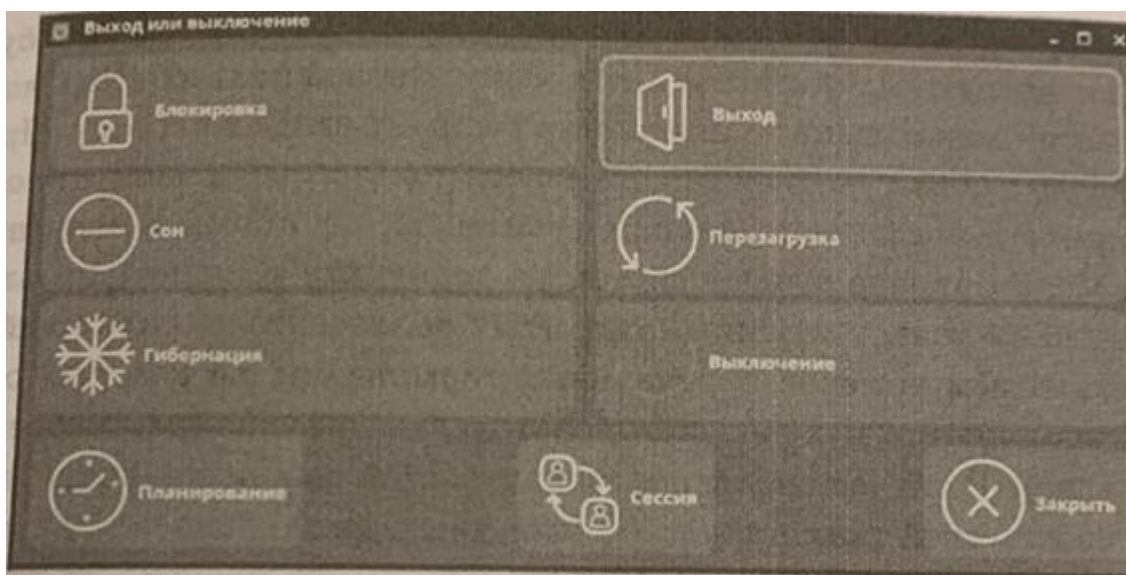 Выход или выключение
Блокировка
Выход
Сон
Перезагрузка
Гибернация
Выключение
Планирование
Сессия
Закрыть